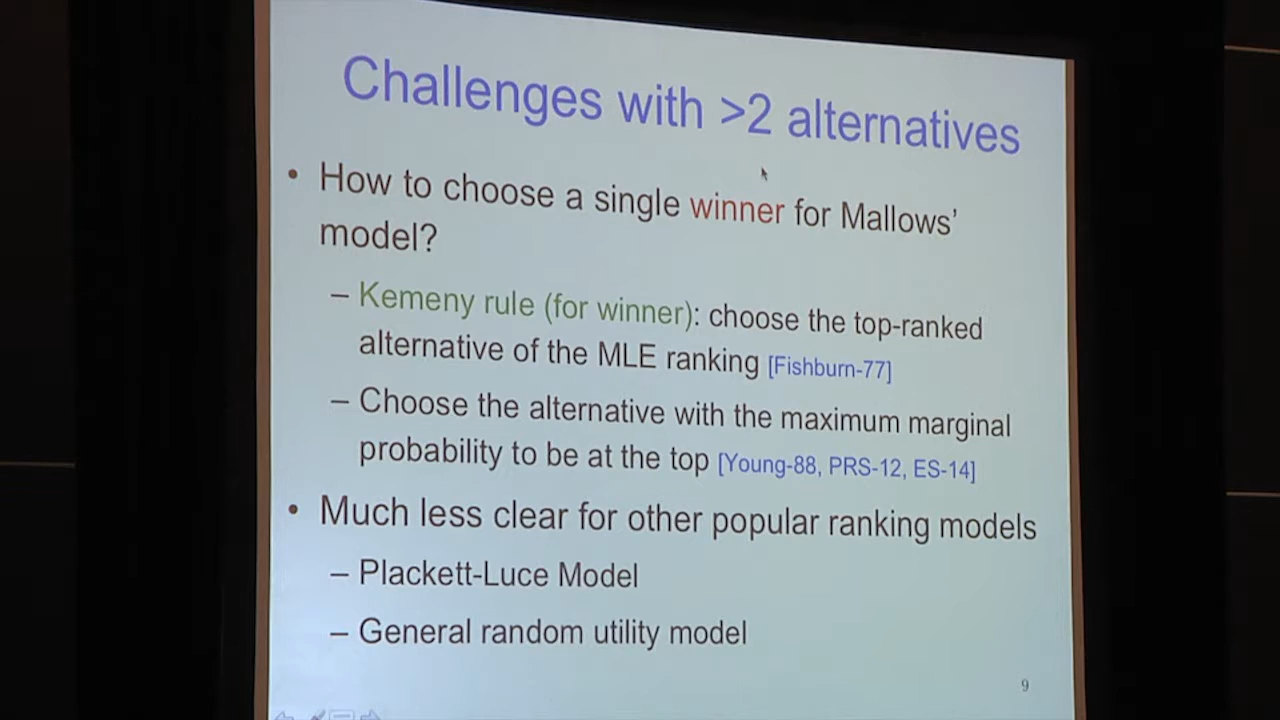 Challenges with >2 alternatives
• How to choose a single winner for Mallows’
model?
– Kemeny rule (for winner): choose the top-ranked
alternative of the MLE ranking [Fishburn-77]
– Choose the alternative with the maximum marginal
probability to be at the top [Young-88, PRS-12, ES-14]
• Much less clear for other popular ranking models
– Plackett-Luce Model
– General random utility model
9